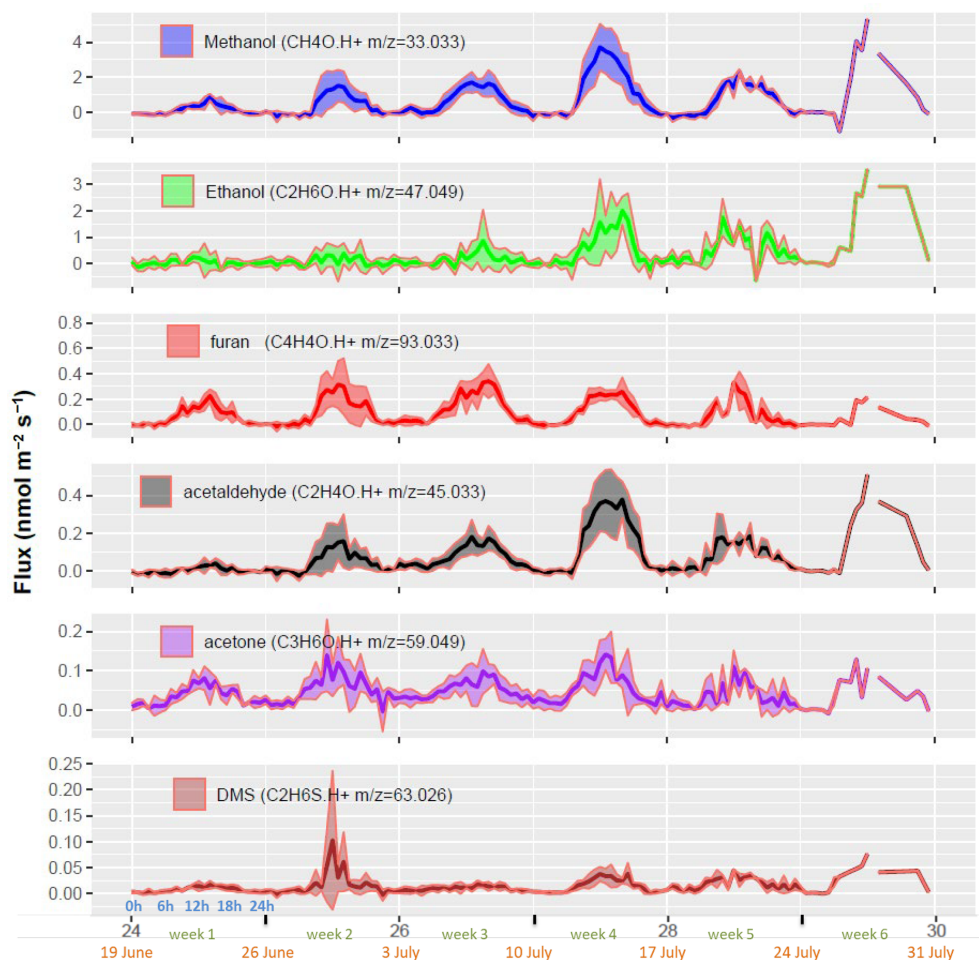 Flux (nmol m⁻² s⁻¹)
Methanol (CH4O.H+ m/z=33.033)
4
2
0
Ethanol (C2H6O.H+ m/z=47.049)
3
2
1
0
furan (C4H4O.H+ m/z=93.033)
0.8
0.6
0.4
0.2
0.0
acetaldehyde (C2H4O.H+ m/z=45.033)
0.4
0.2
0.0
acetone (C3H6O.H+ m/z=59.049)
0.2
0.1
0.0
DMS (C2H6S.H+ m/z=63.026)
0.25
0.20
0.15
0.10
0.05
0.00
0h 6h 12h 18h 24h
24 26 28 30
week 1 week 2 week 3 week 4 week 5 week 6
19 June 26 June 3 July 10 July 17 July 24 July 31 July